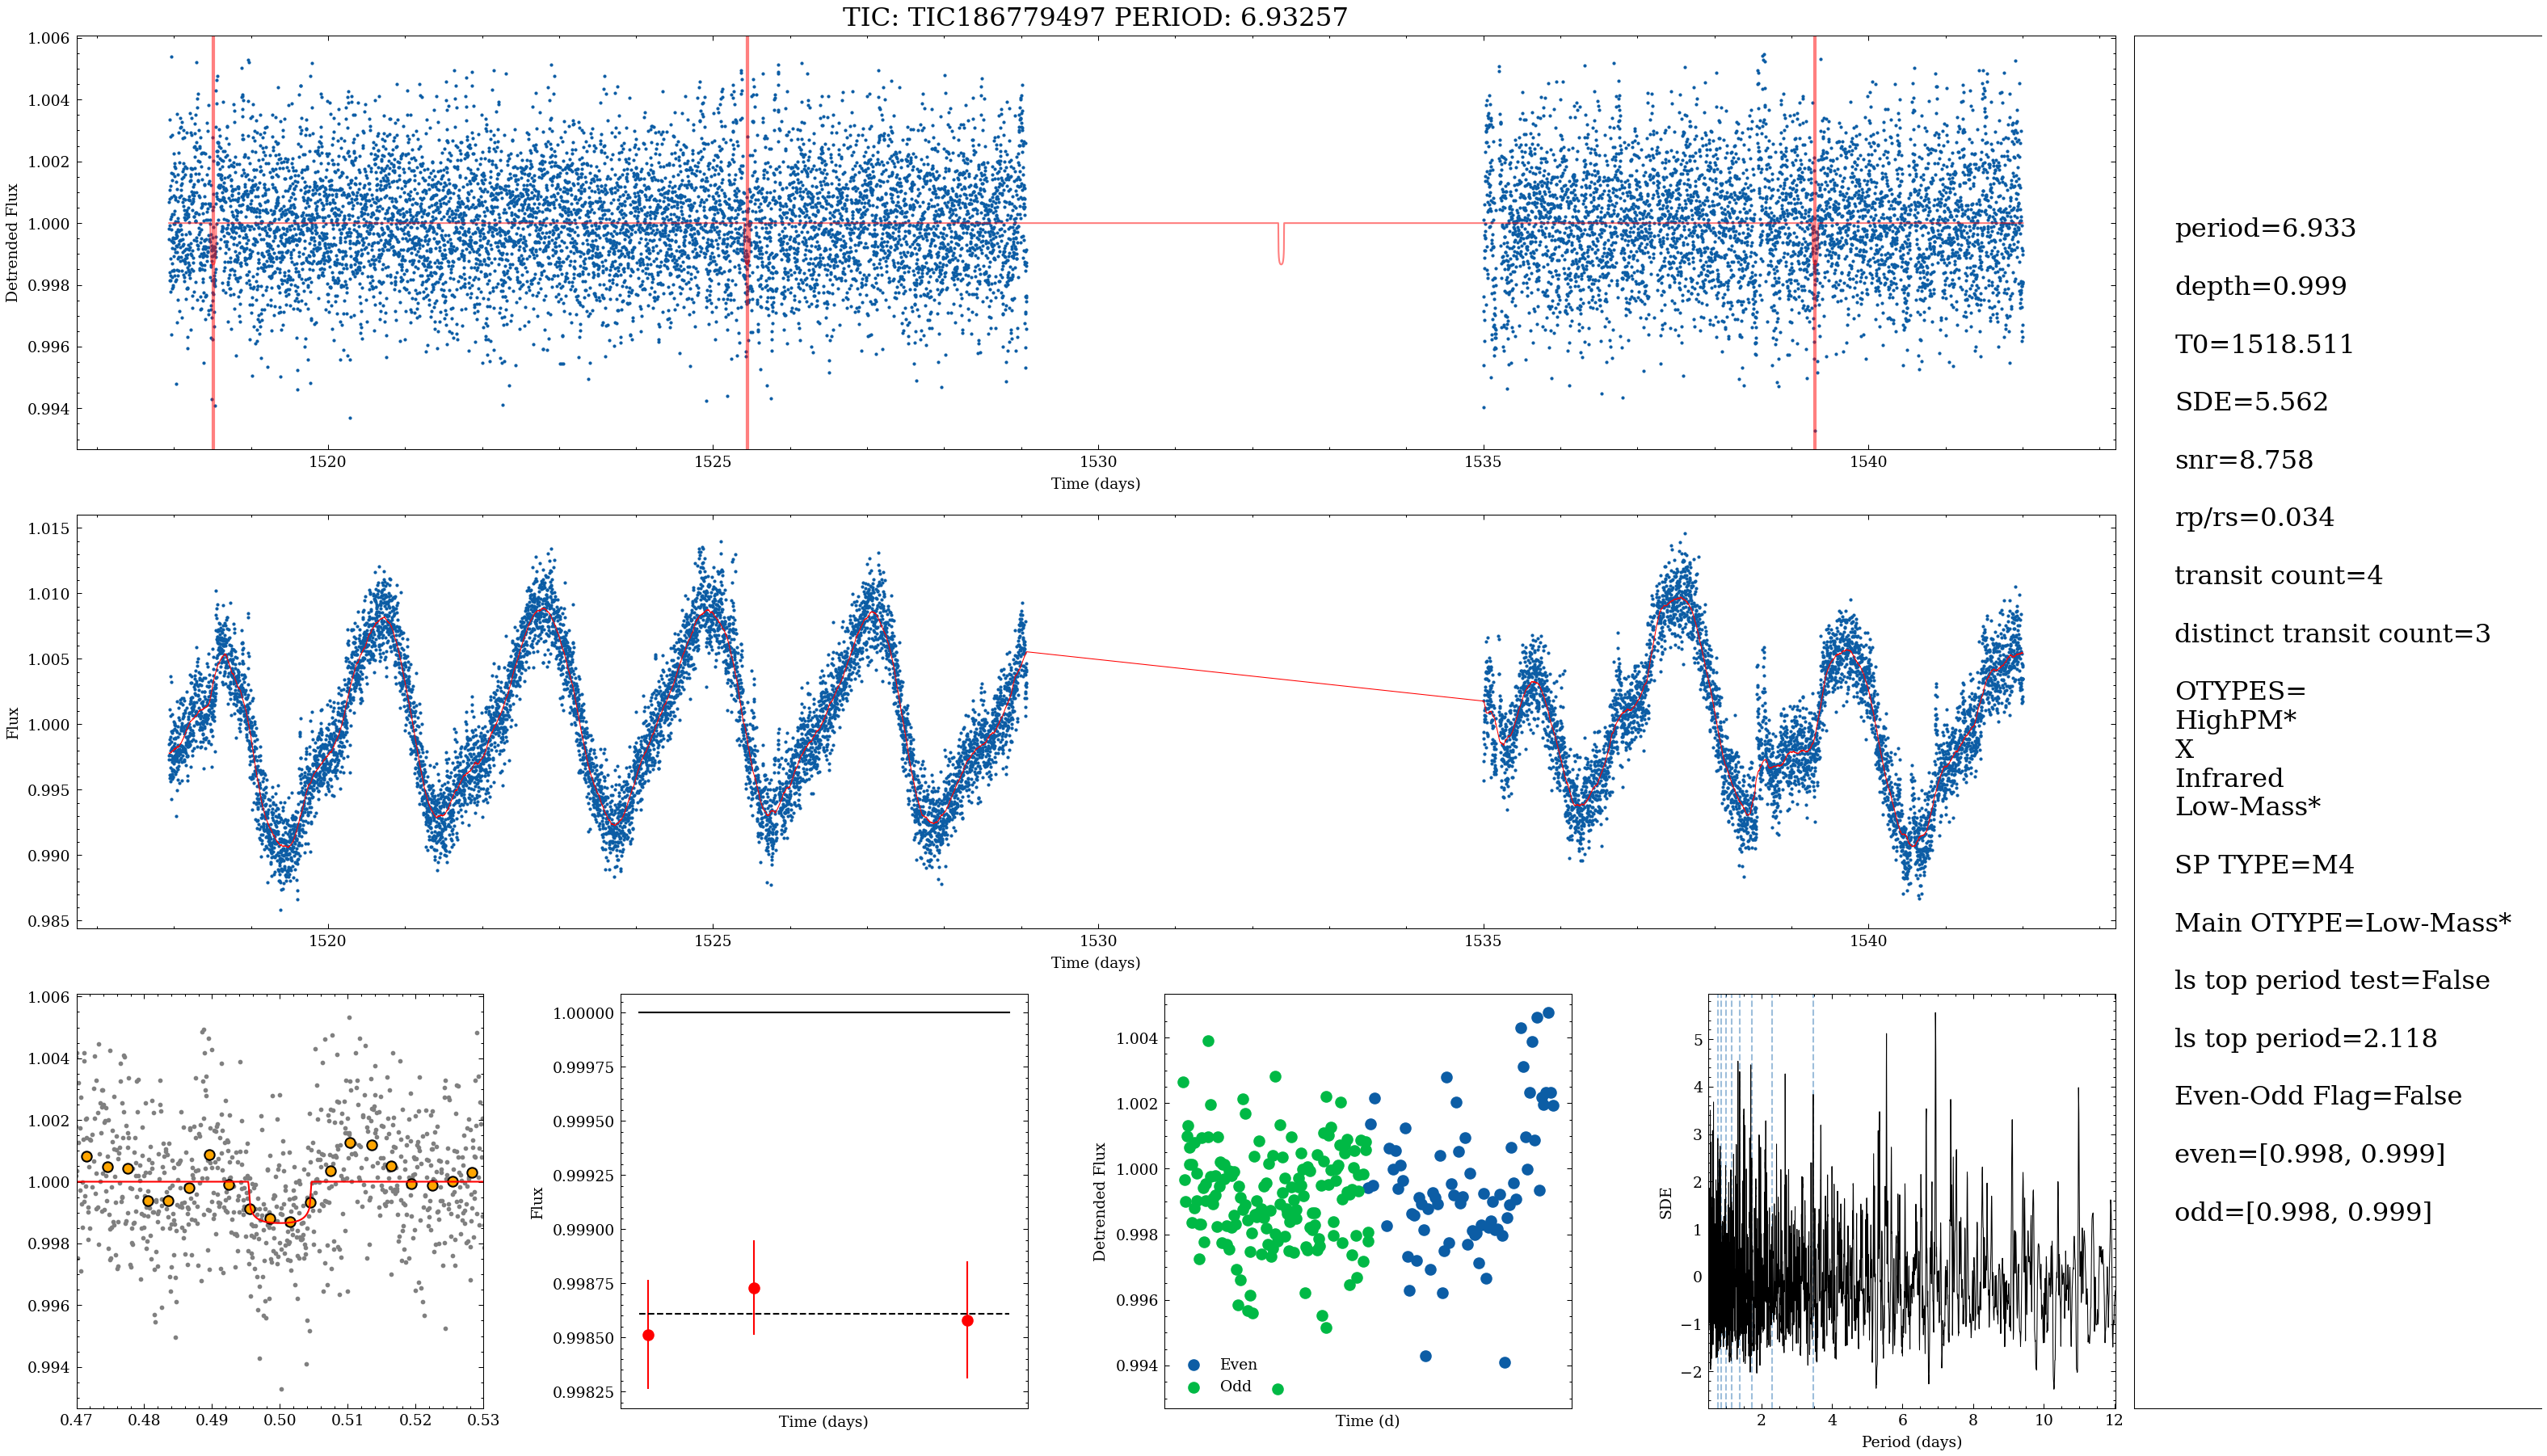 TIC: TIC186779497 PERIOD: 6.93257
1.006
1.004
1.002
1.000
0.998
0.996
0.994
Detrended Flux
1520
1525
1530
1535
1540
Time (days)
1.015
1.010
1.005
1.000
0.995
0.990
0.985
Flux
1520
1525
1530
1535
1540
Time (days)
1.006
1.004
1.002
1.000
0.998
0.996
0.994
0.47
0.48
0.49
0.50
0.51
0.52
0.53
1.00000
0.99975
0.99950
0.99925
0.99900
0.99875
0.99850
0.99825
Flux
Time (days)
1.004
1.002
1.000
0.998
0.996
0.994
Detrended Flux
Even
Odd
Time (d)
5
4
3
2
1
0
−1
−2
SDE
2
4
6
8
10
12
Period (days)
period=6.933
depth=0.999
T0=1518.511
SDE=5.562
snr=8.758
rp/rs=0.034
transit count=4
distinct transit count=3
OTYPES=
HighPM*
X
Infrared
Low-Mass*
SP TYPE=M4
Main OTYPE=Low-Mass*
ls top period test=False
ls top period=2.118
Even-Odd Flag=False
even=[0.998, 0.999]
odd=[0.998, 0.999]